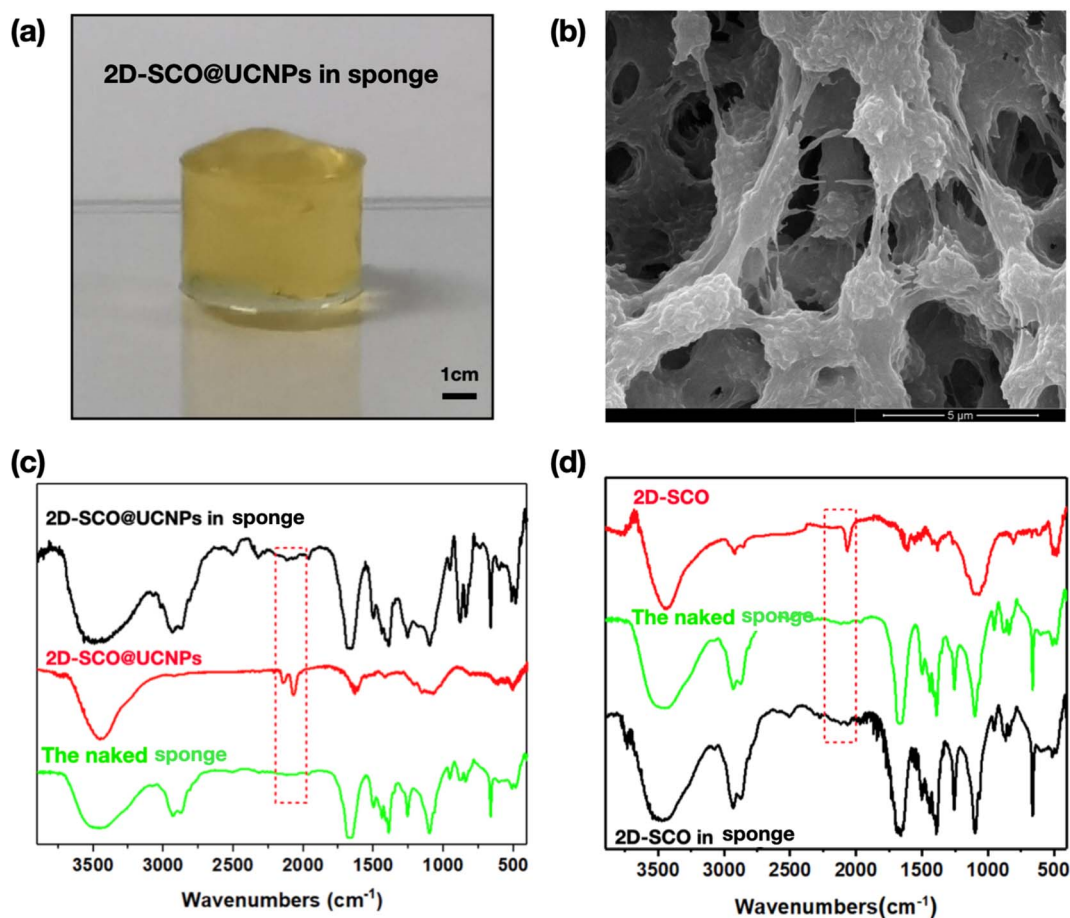 (a)
2D-SCO@UCNPs in sponge
1cm
(b)
5 µm
(c)
2D-SCO@UCNPs in sponge
2D-SCO@UCNPs
The naked sponge
3500 3000 2500 2000 1500 1000 500
Wavenumbers (cm⁻¹)
(d)
2D-SCO
The naked sponge
2D-SCO in sponge
3500 3000 2500 2000 1500 1000 500
Wavenumbers(cm⁻¹)